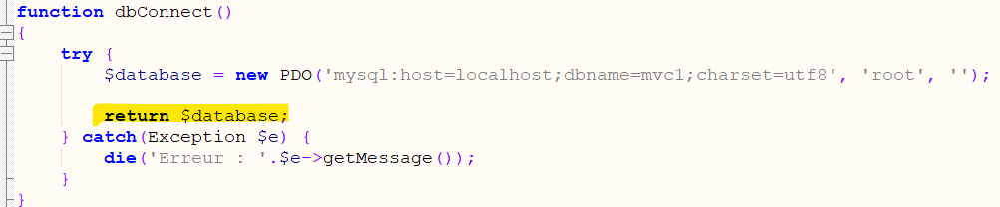 function dbConnect()
{
    try {
        $database = new PDO('mysql:host=localhost;dbname=mvc1;charset=utf8', 'root', '');
        return $database;
    } catch(Exception $e) {
        die('Erreur : '.$e->getMessage());
    }
}